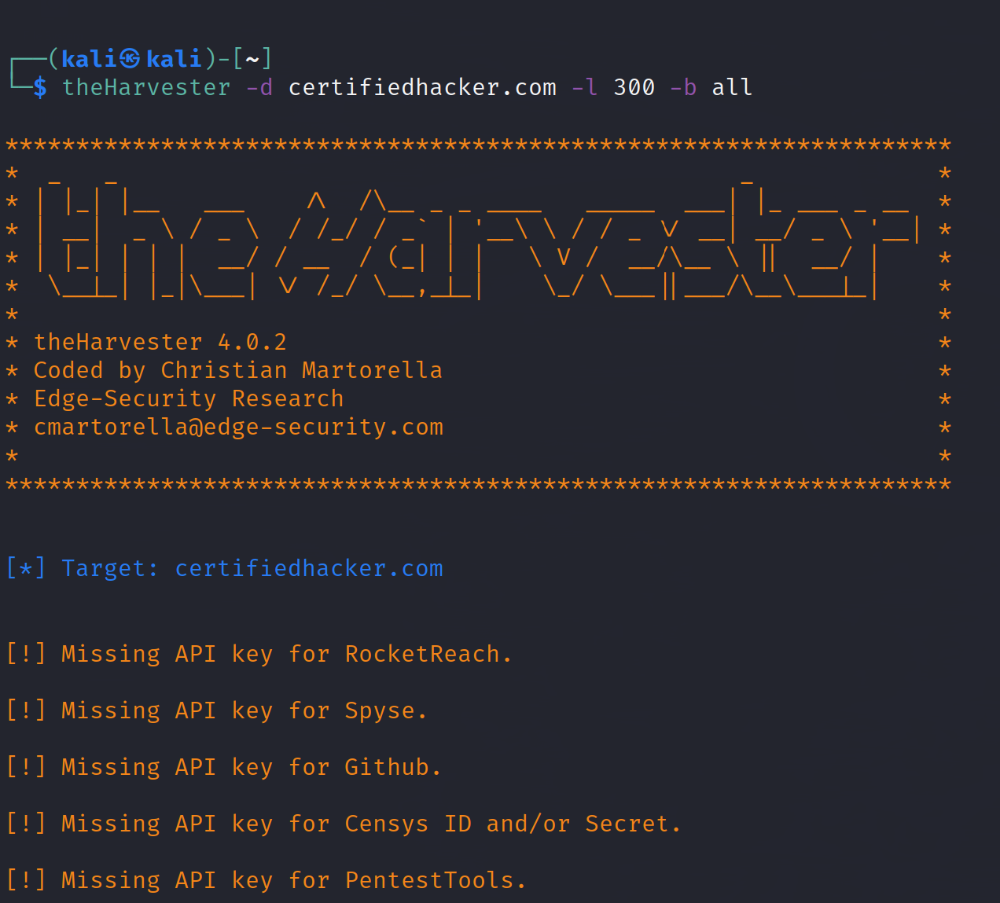 ┌──(kali㉿kali)-[~]
└─$ theHarvester -d certifiedhacker.com -l 300 -b all
*******************************************************************
*  _   _                                            _             *
* | |_| |__   ___    /\  /\__ _ _ ____   _____  ___| |_ ___ _ __  *
* | __|  _ \ / _ \  / /_/ / _` | '__\ \ / / _ \/ __| __/ _ \ '__| *
* | |_| | | |  __/ / __  / (_| | |   \ V /  __/\__ \ ||  __/ |    *
*  \__|_| |_|\___| \/ /_/ \__,_|_|    \_/ \___||___/\__\___|_|    *
*                                                                 *
* theHarvester 4.0.2                                              *
* Coded by Christian Martorella                                   *
* Edge-Security Research                                          *
* cmartorella@edge-security.com                                   *
*                                                                 *
*******************************************************************
[*] Target: certifiedhacker.com
[!] Missing API key for RocketReach.
[!] Missing API key for Spyse.
[!] Missing API key for Github.
[!] Missing API key for Censys ID and/or Secret.
[!] Missing API key for PentestTools.